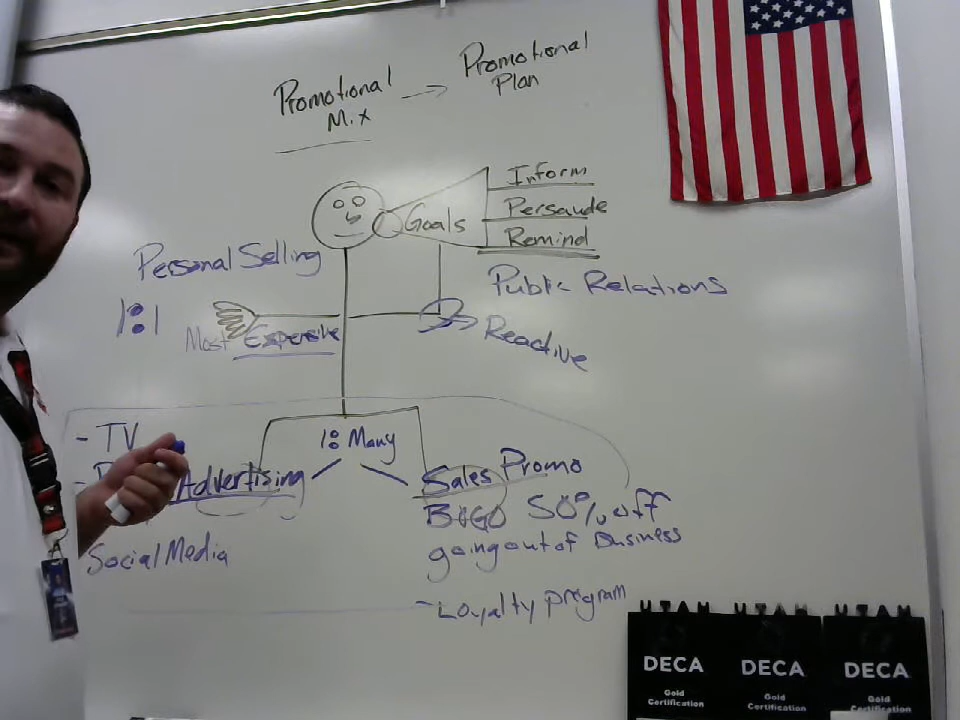 Promotional Mix → Promotional Plan
Goals
Inform
Persaude
Remind
Personal Selling
1:1
Most Expensive
Public Relations
Reactive
1:Many
- TV
-
Advertising
Social Media
Sales Promo
BOGO 50% off
going out of Business
- Loyalty program
UTAH
DECA
Gold
Certification
UTAH
DECA
Gold
Certification
UTAH
DECA
Gold
Certification